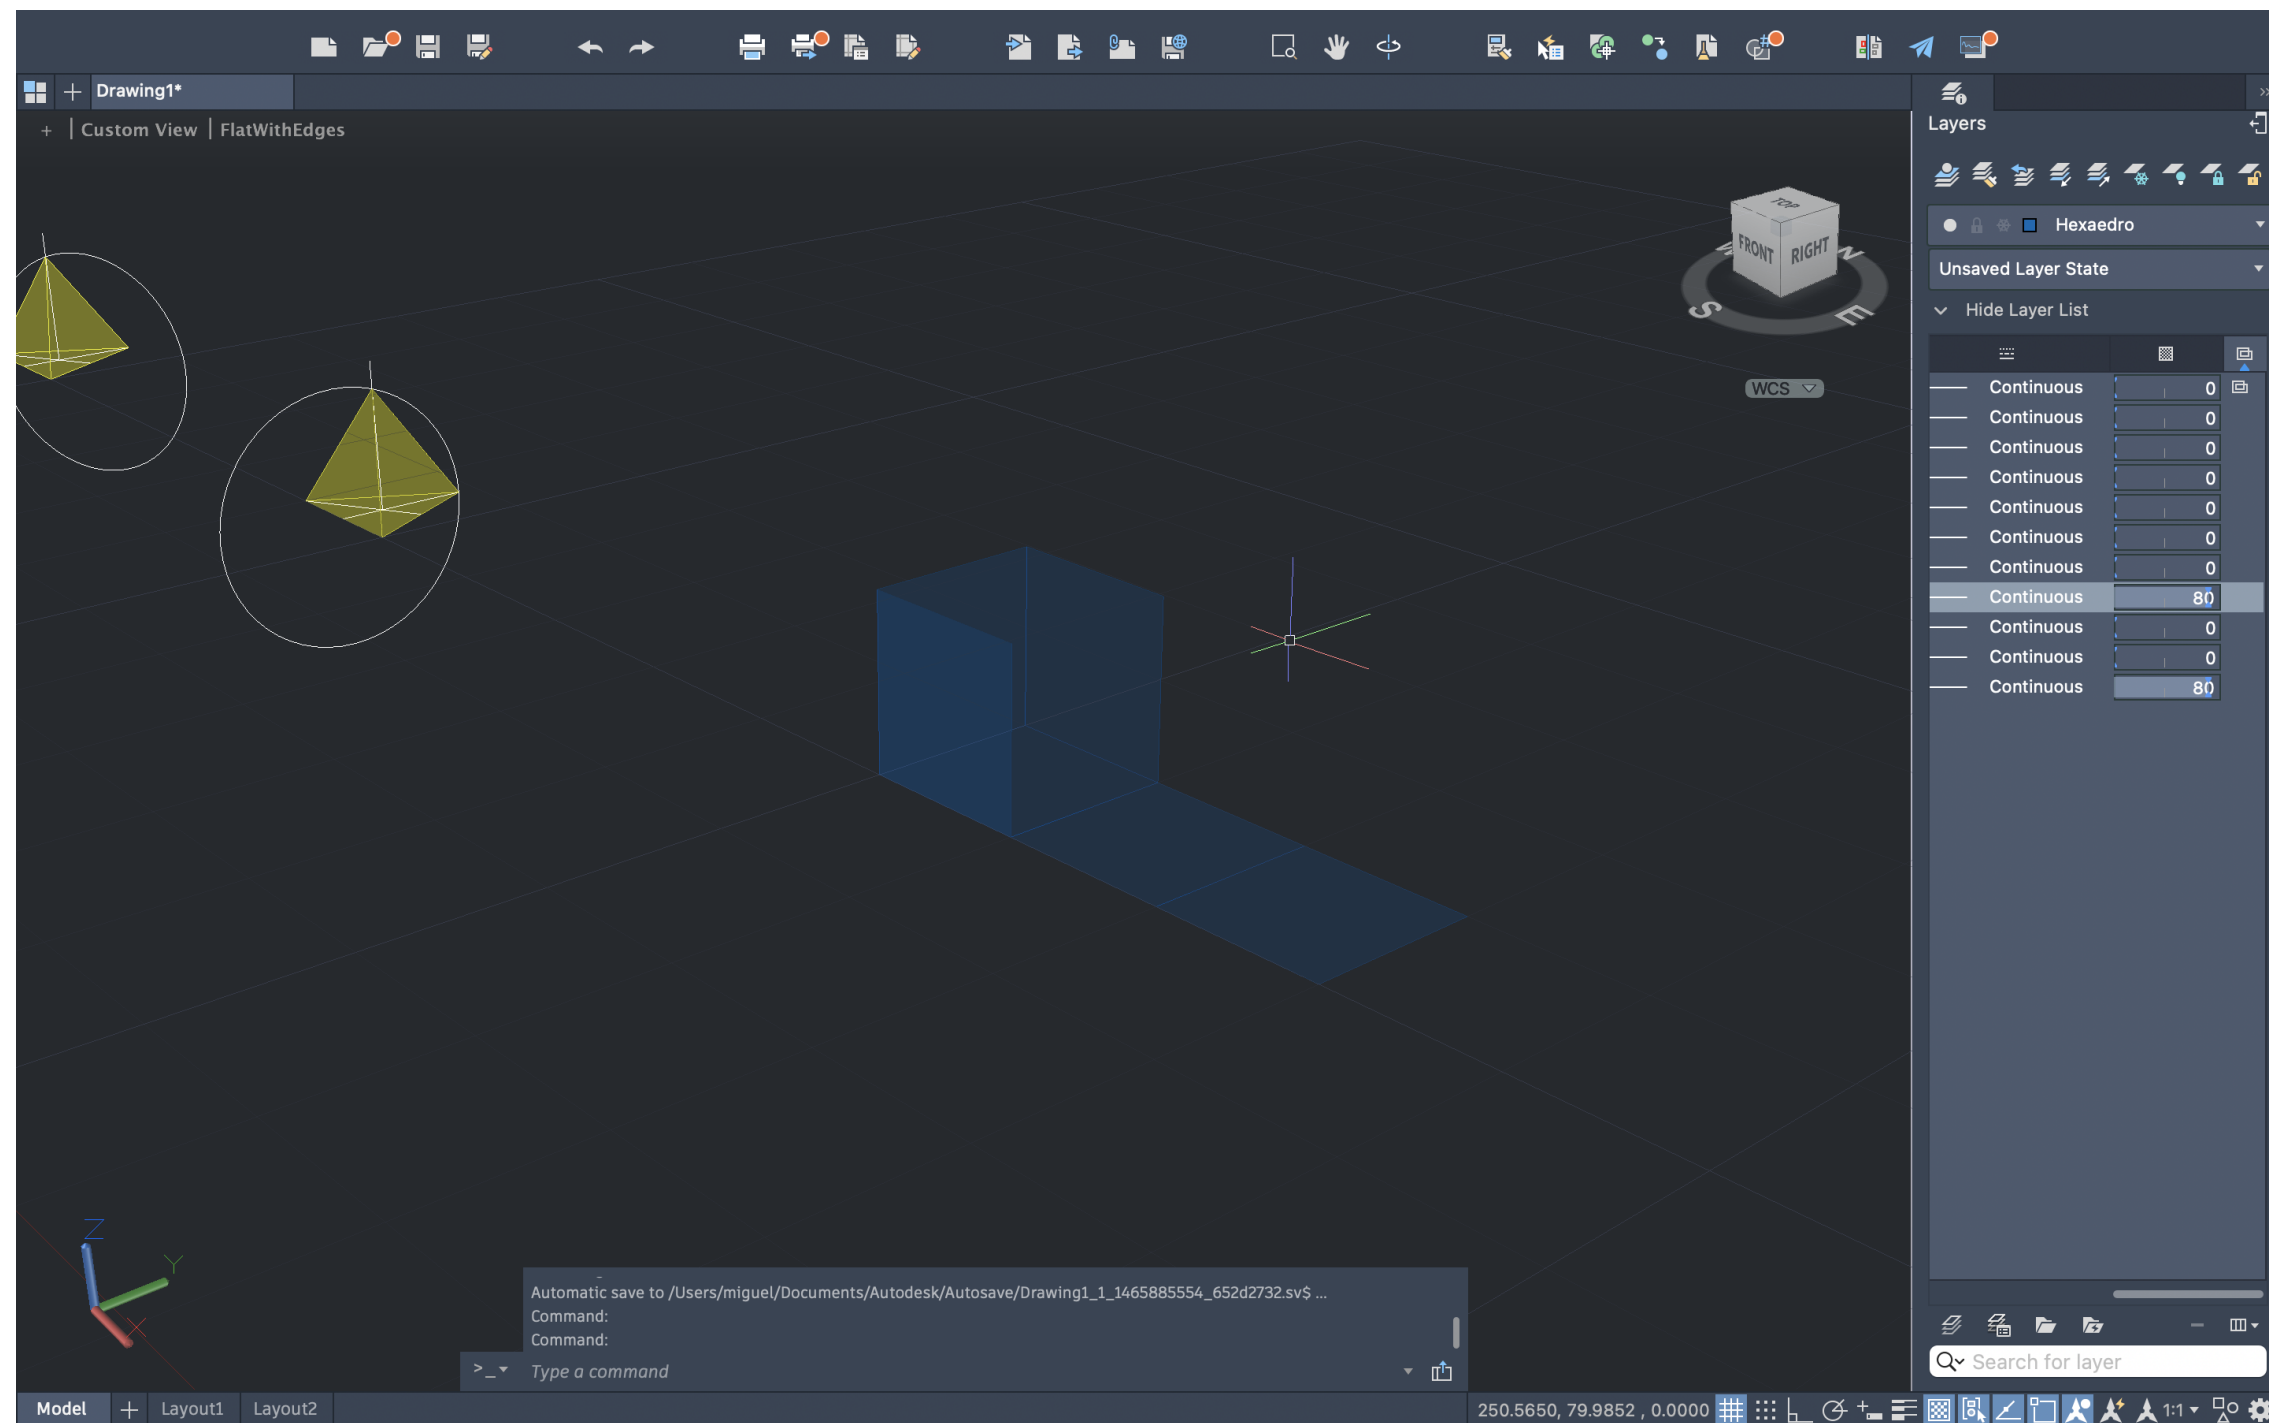 Drawing1*
+ | Custom View | FlatWithEdges
Layers
TOP
FRONT RIGHT
N
S E
WCS
Hexaedro
Unsaved Layer State
Hide Layer List
Continuous 0
Continuous 0
Continuous 0
Continuous 0
Continuous 0
Continuous 0
Continuous 0
Continuous 80
Continuous 0
Continuous 0
Continuous 80
Z
Y
X
Automatic save to /Users/miguel/Documents/Autodesk/Autosave/Drawing1_1_1465885554_652d2732.sv$ ...
Command:
Command:
>_ Type a command
Search for layer
Model + Layout1 Layout2
250.5650, 79.9852 , 0.0000
1:1